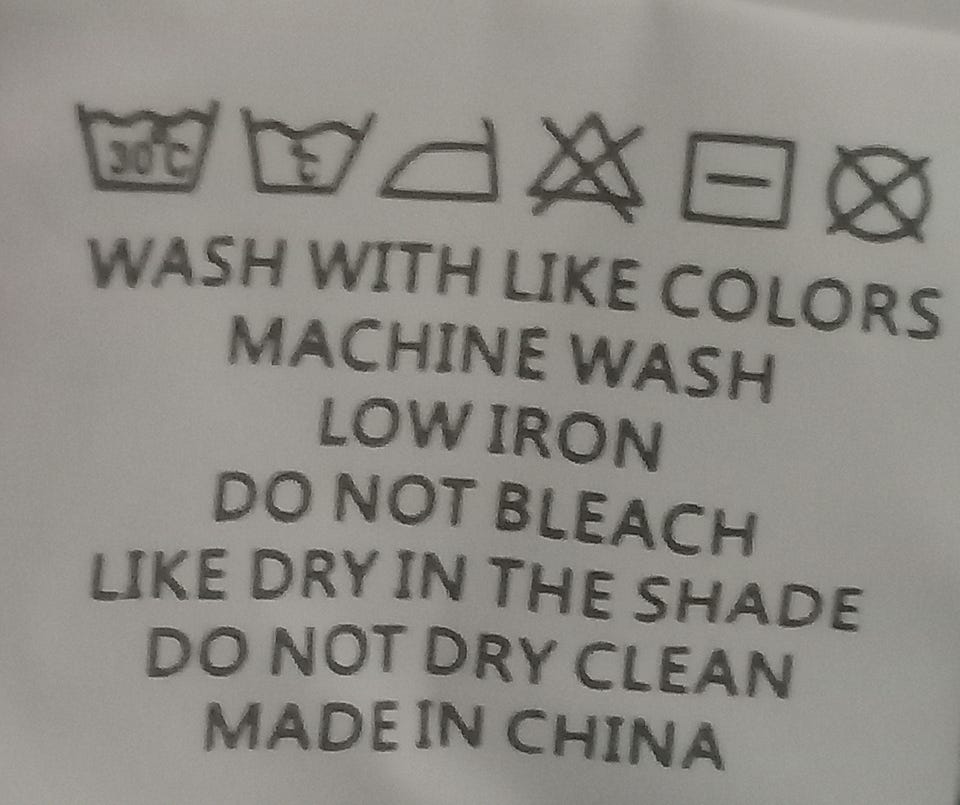 30°C °C
WASH WITH LIKE COLORS
MACHINE WASH
LOW IRON
DO NOT BLEACH
LIKE DRY IN THE SHADE
DO NOT DRY CLEAN
MADE IN CHINA